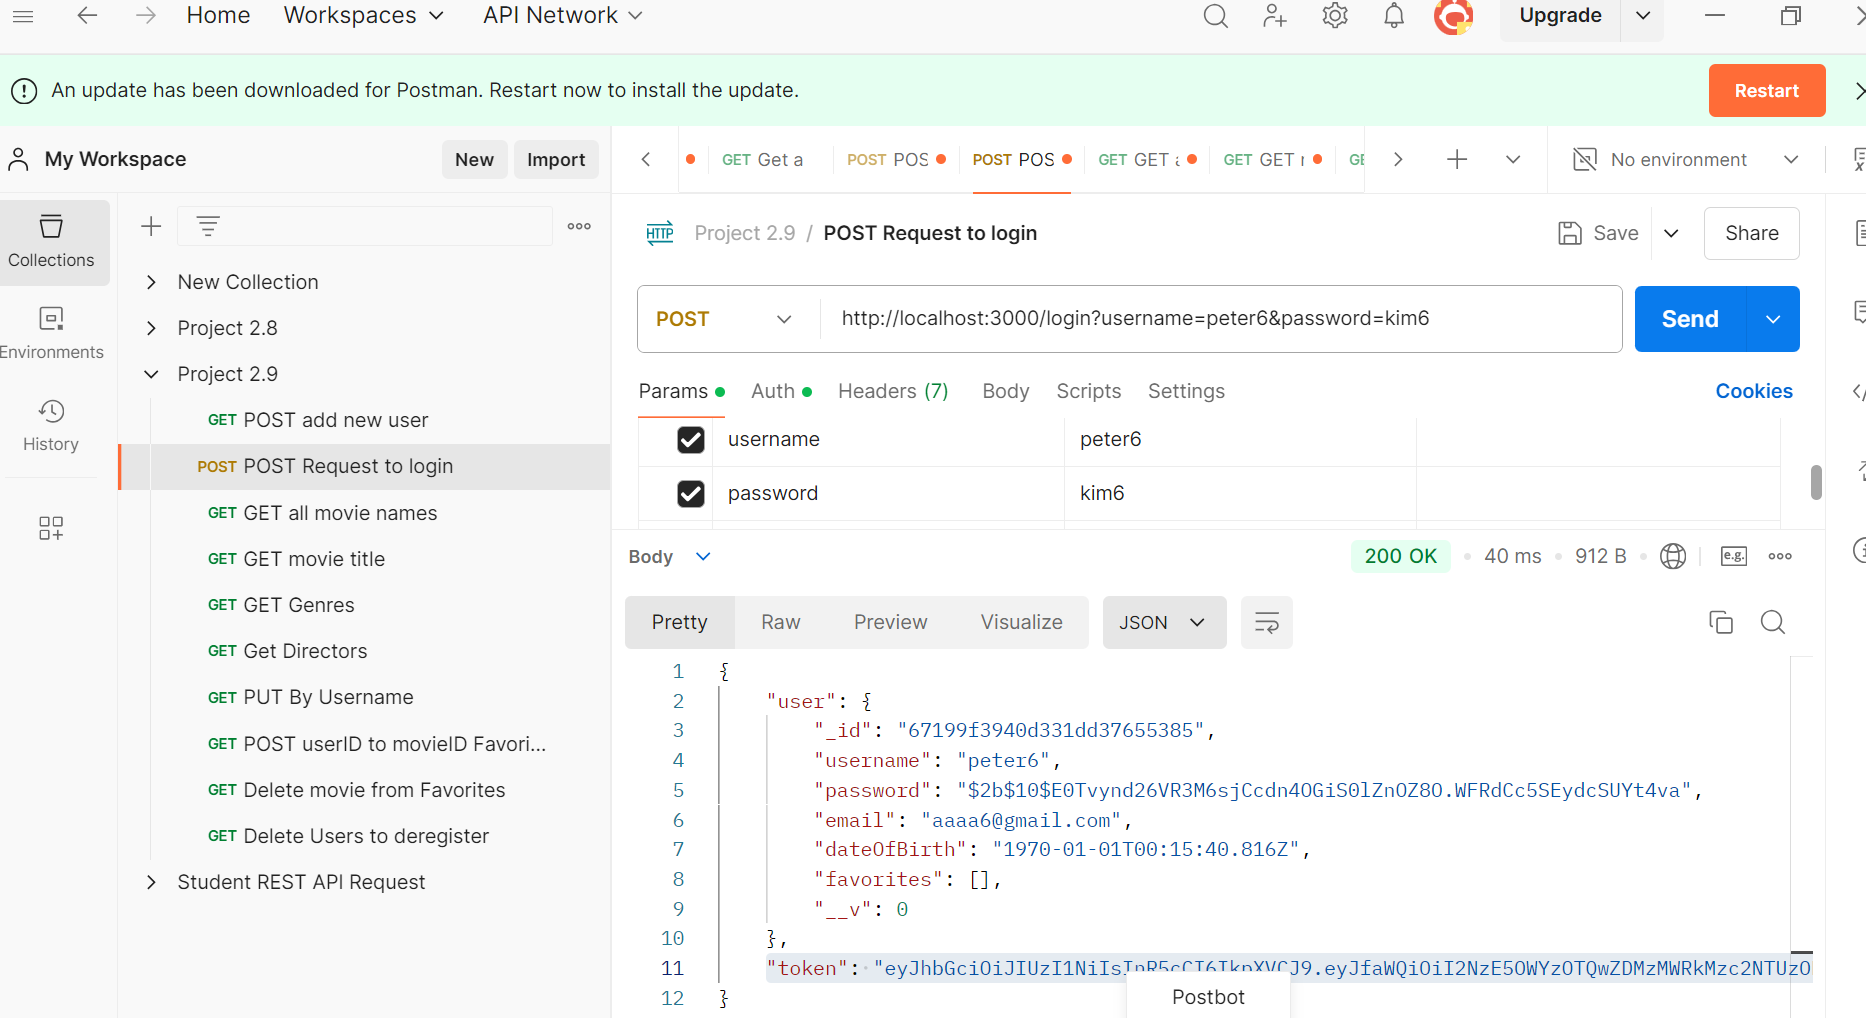 Home Workspaces API Network Upgrade
An update has been downloaded for Postman. Restart now to install the update. Restart
My Workspace New Import
GET Get a POST POS POST POS GET GET GET GET No environment
Collections
Environments
History
New Collection
Project 2.8
Project 2.9
GET POST add new user
POST POST Request to login
GET GET all movie names
GET GET movie title
GET GET Genres
GET Get Directors
GET PUT By Username
GET POST userID to movieID Favori...
GET Delete movie from Favorites
GET Delete Users to deregister
Student REST API Request
HTTP Project 2.9 / POST Request to login Save Share
POST http://localhost:3000/login?username=peter6&password=kim6 Send
Params Auth Headers (7) Body Scripts Settings Cookies
username peter6
password kim6
Body 200 OK 40 ms 912 B e.g.
Pretty Raw Preview Visualize JSON
1 {
2 "user": {
3 "_id": "67199f3940d331dd37655385",
4 "username": "peter6",
5 "password": "$2b$10$E0Tvynd26VR3M6sjCcdn4OGiS0lZnOZ8O.WFRdCc5SEydcSUYt4va",
6 "email": "aaaa6@gmail.com",
7 "dateOfBirth": "1970-01-01T00:15:40.816Z",
8 "favorites": [],
9 "__v": 0
10 },
11 "token": "eyJhbGciOiJIUzI1NiIsInR5cCI6IkpXVCJ9.eyJfaWQiOiI2NzE5OWYzOTQwZDMzMWRkMzc2NTUzO
12 }
Postbot